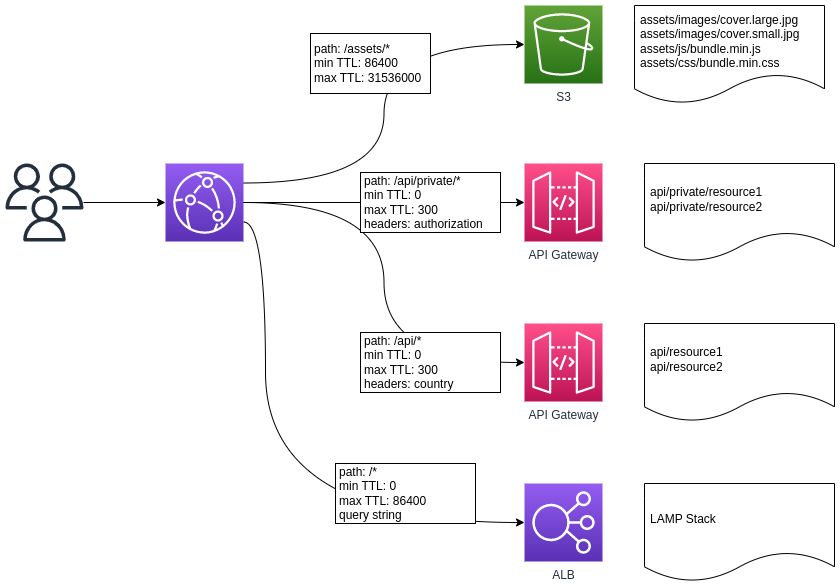 path: /assets/*
min TTL: 86400
max TTL: 31536000
S3
assets/images/cover.large.jpg
assets/images/cover.small.jpg
assets/js/bundle.min.js
assets/css/bundle.min.css
path: /api/private/*
min TTL: 0
max TTL: 300
headers: authorization
API Gateway
api/private/resource1
api/private/resource2
path: /api/*
min TTL: 0
max TTL: 300
headers: country
API Gateway
api/resource1
api/resource2
path: /*
min TTL: 0
max TTL: 86400
query string
ALB
LAMP Stack